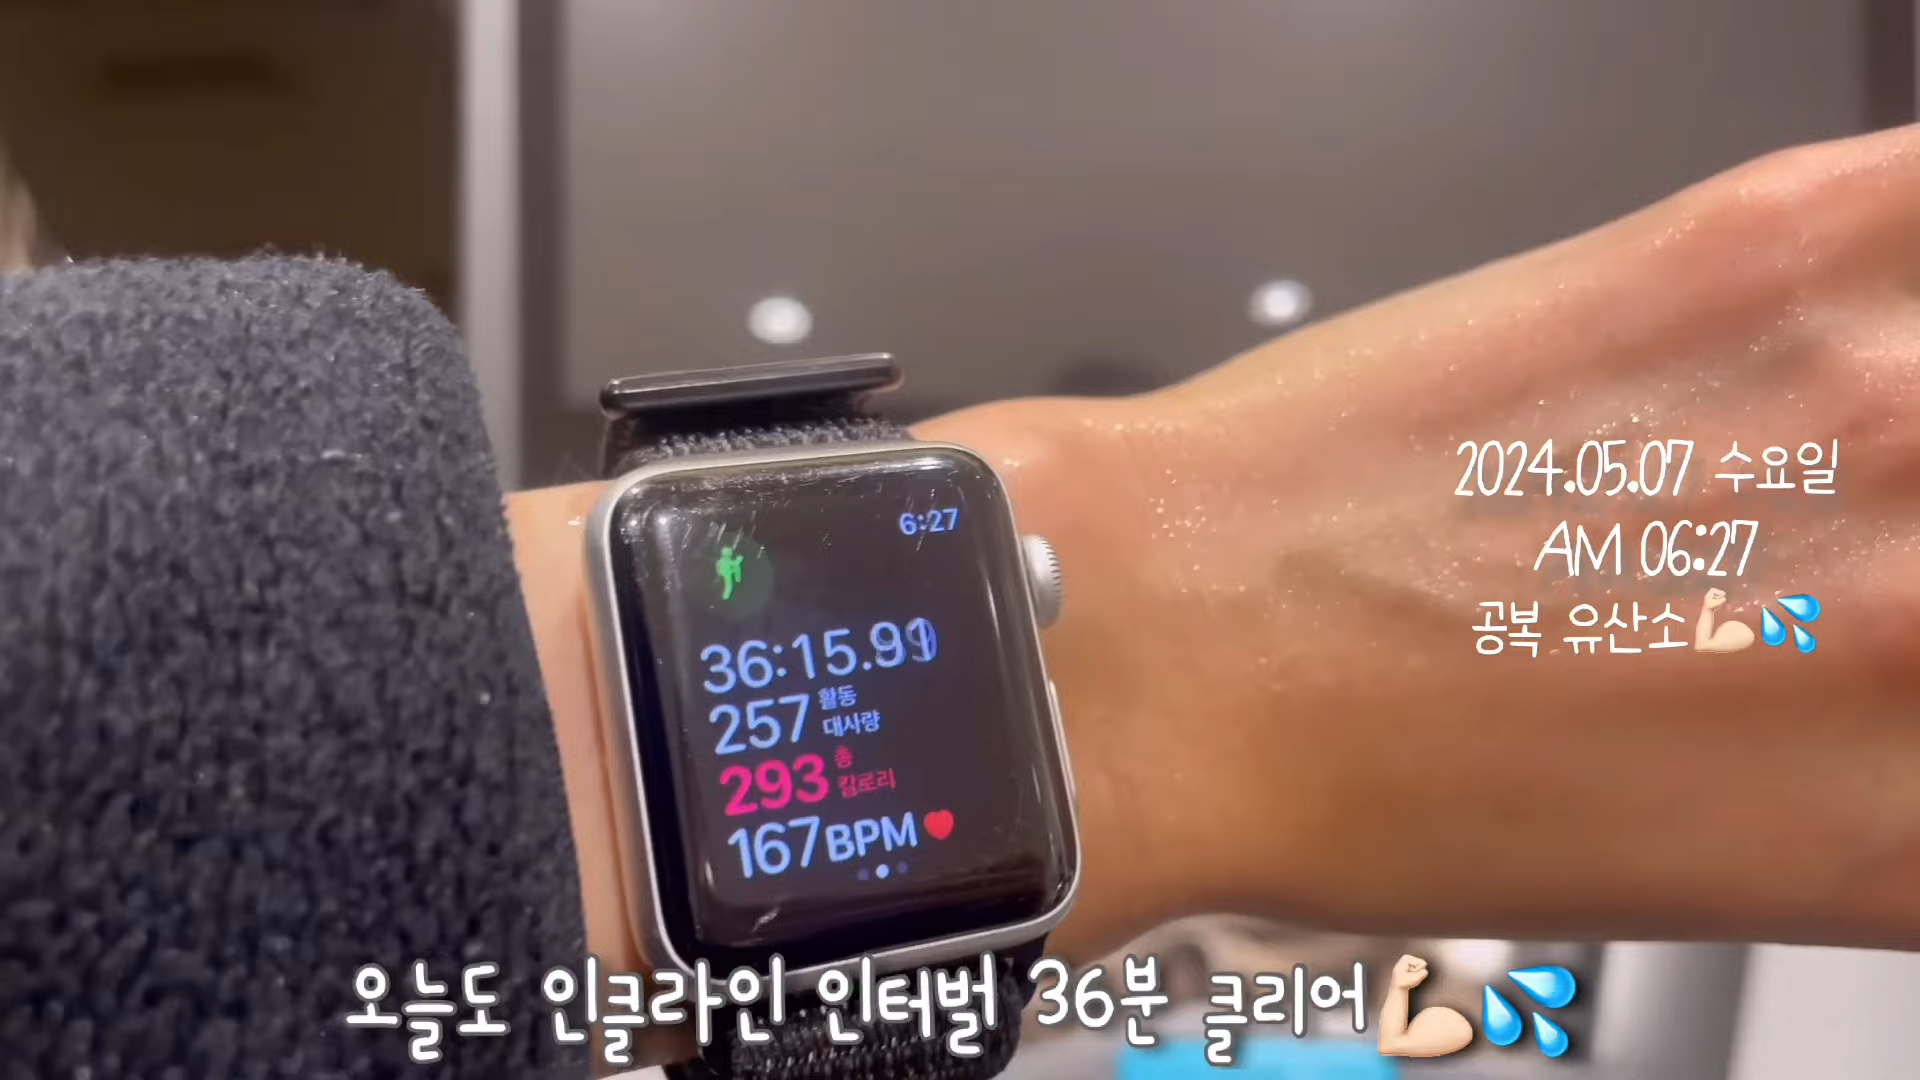 6:27
36:15.9
257 활동
대사량
293 총
칼로리
167BPM
2024.05.07 수요일
AM 06:27
공복 유산소💪🏻💦
오늘도 인클라인 인터벌 36분 클리어💪🏻💦